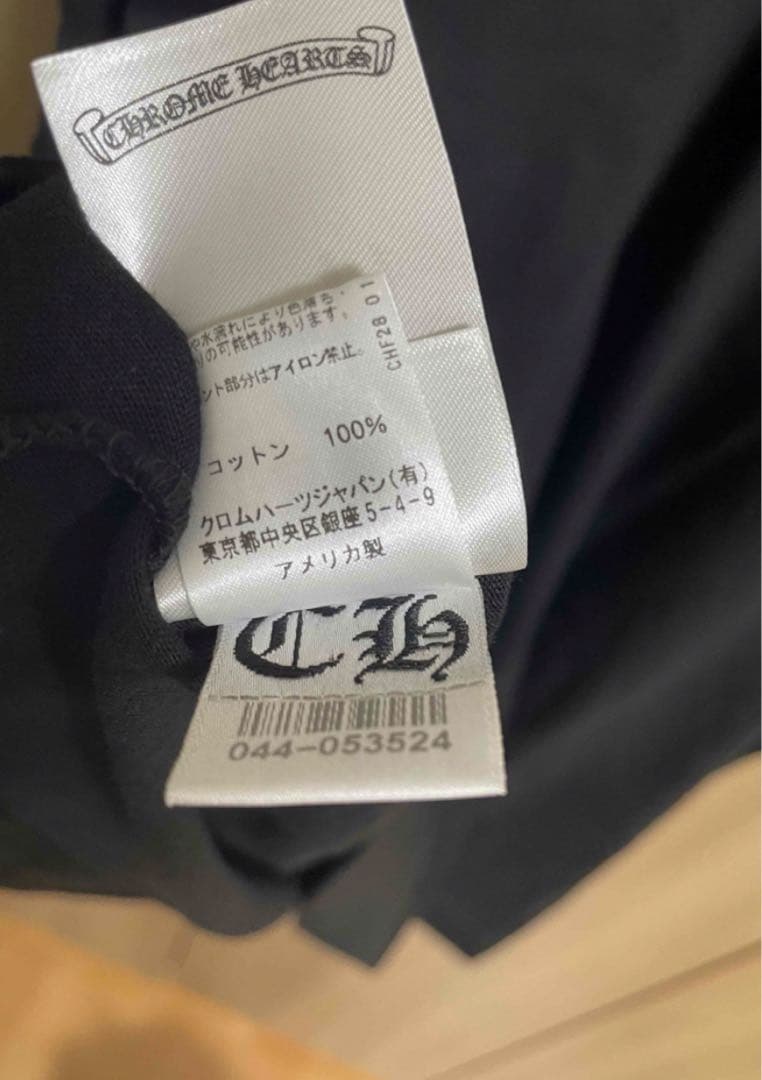 CHROME HEARTS
水濡れにより色落ち、
の可能性があります。
ント部分はアイロン禁止。
CHF28 01
コットン 100%
クロムハーツジャパン(有)
東京都中央区銀座5-4-9
アメリカ製
CH
044-053524